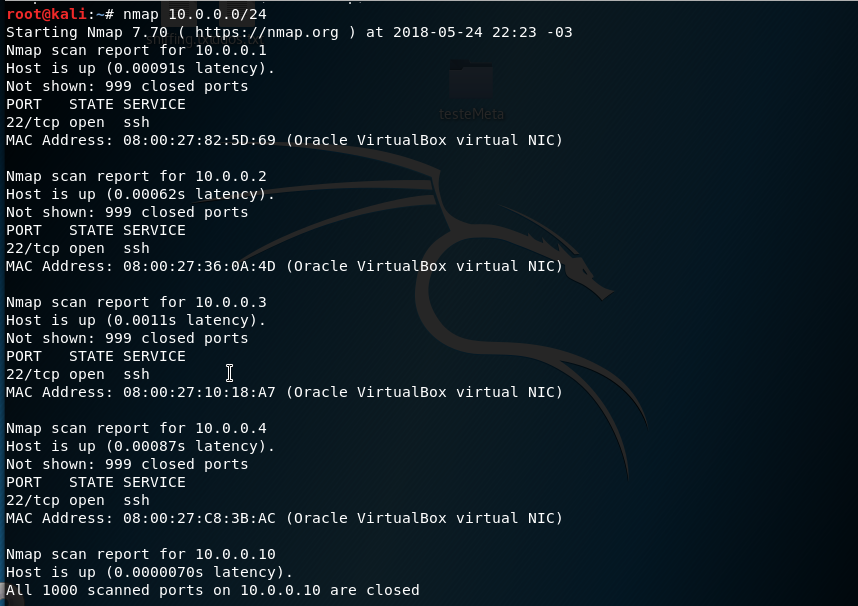 root@kali:~# nmap 10.0.0.0/24
Starting Nmap 7.70 https://nmap.org ) at 2018-05-24 22:23 -03
Nmap scan report for 10.0.0.1
Host is up (0.00091s latency).
Not shown: 999 closed ports
PORT   STATE SERVICE
22/tcp open  ssh
MAC Address: 08:00:27:82:5D:69 (Oracle VirtualBox virtual NIC)
testeMeta
Nmap scan report for 10.0.0.2
Host is up (0.00062s latency).
Not shown: 999 closed ports
PORT   STATE SERVICE
22/tcp open  ssh
MAC Address: 08:00:27:36:0A:4D (Oracle VirtualBox virtual NIC)
Nmap scan report for 10.0.0.3
Host is up (0.0011s latency).
Not shown: 999 closed ports
PORT   STATE SERVICE
22/tcp open  ssh
MAC Address: 08:00:27:10:18:A7 (Oracle VirtualBox virtual NIC)
Nmap scan report for 10.0.0.4
Host is up (0.00087s latency).
Not shown: 999 closed ports
PORT   STATE SERVICE
22/tcp open  ssh
MAC Address: 08:00:27:C8:3B:AC (Oracle VirtualBox virtual NIC)
Nmap scan report for 10.0.0.10
Host is up (0.0000070s latency).
All 1000 scanned ports on 10.0.0.10 are closed